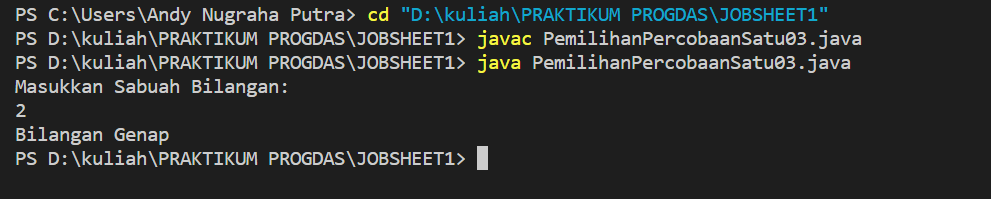 PS C:\Users\Andy Nugraha Putra> cd "D:\kuliah\PRAKTIKUM PROGDAS\JOBSHEET1"
PS D:\kuliah\PRAKTIKUM PROGDAS\JOBSHEET1> javac PemilihanPercobaanSatu03.java
PS D:\kuliah\PRAKTIKUM PROGDAS\JOBSHEET1> java PemilihanPercobaanSatu03.java
Masukkan Sabuah Bilangan:
2
Bilangan Genap
PS D:\kuliah\PRAKTIKUM PROGDAS\JOBSHEET1>